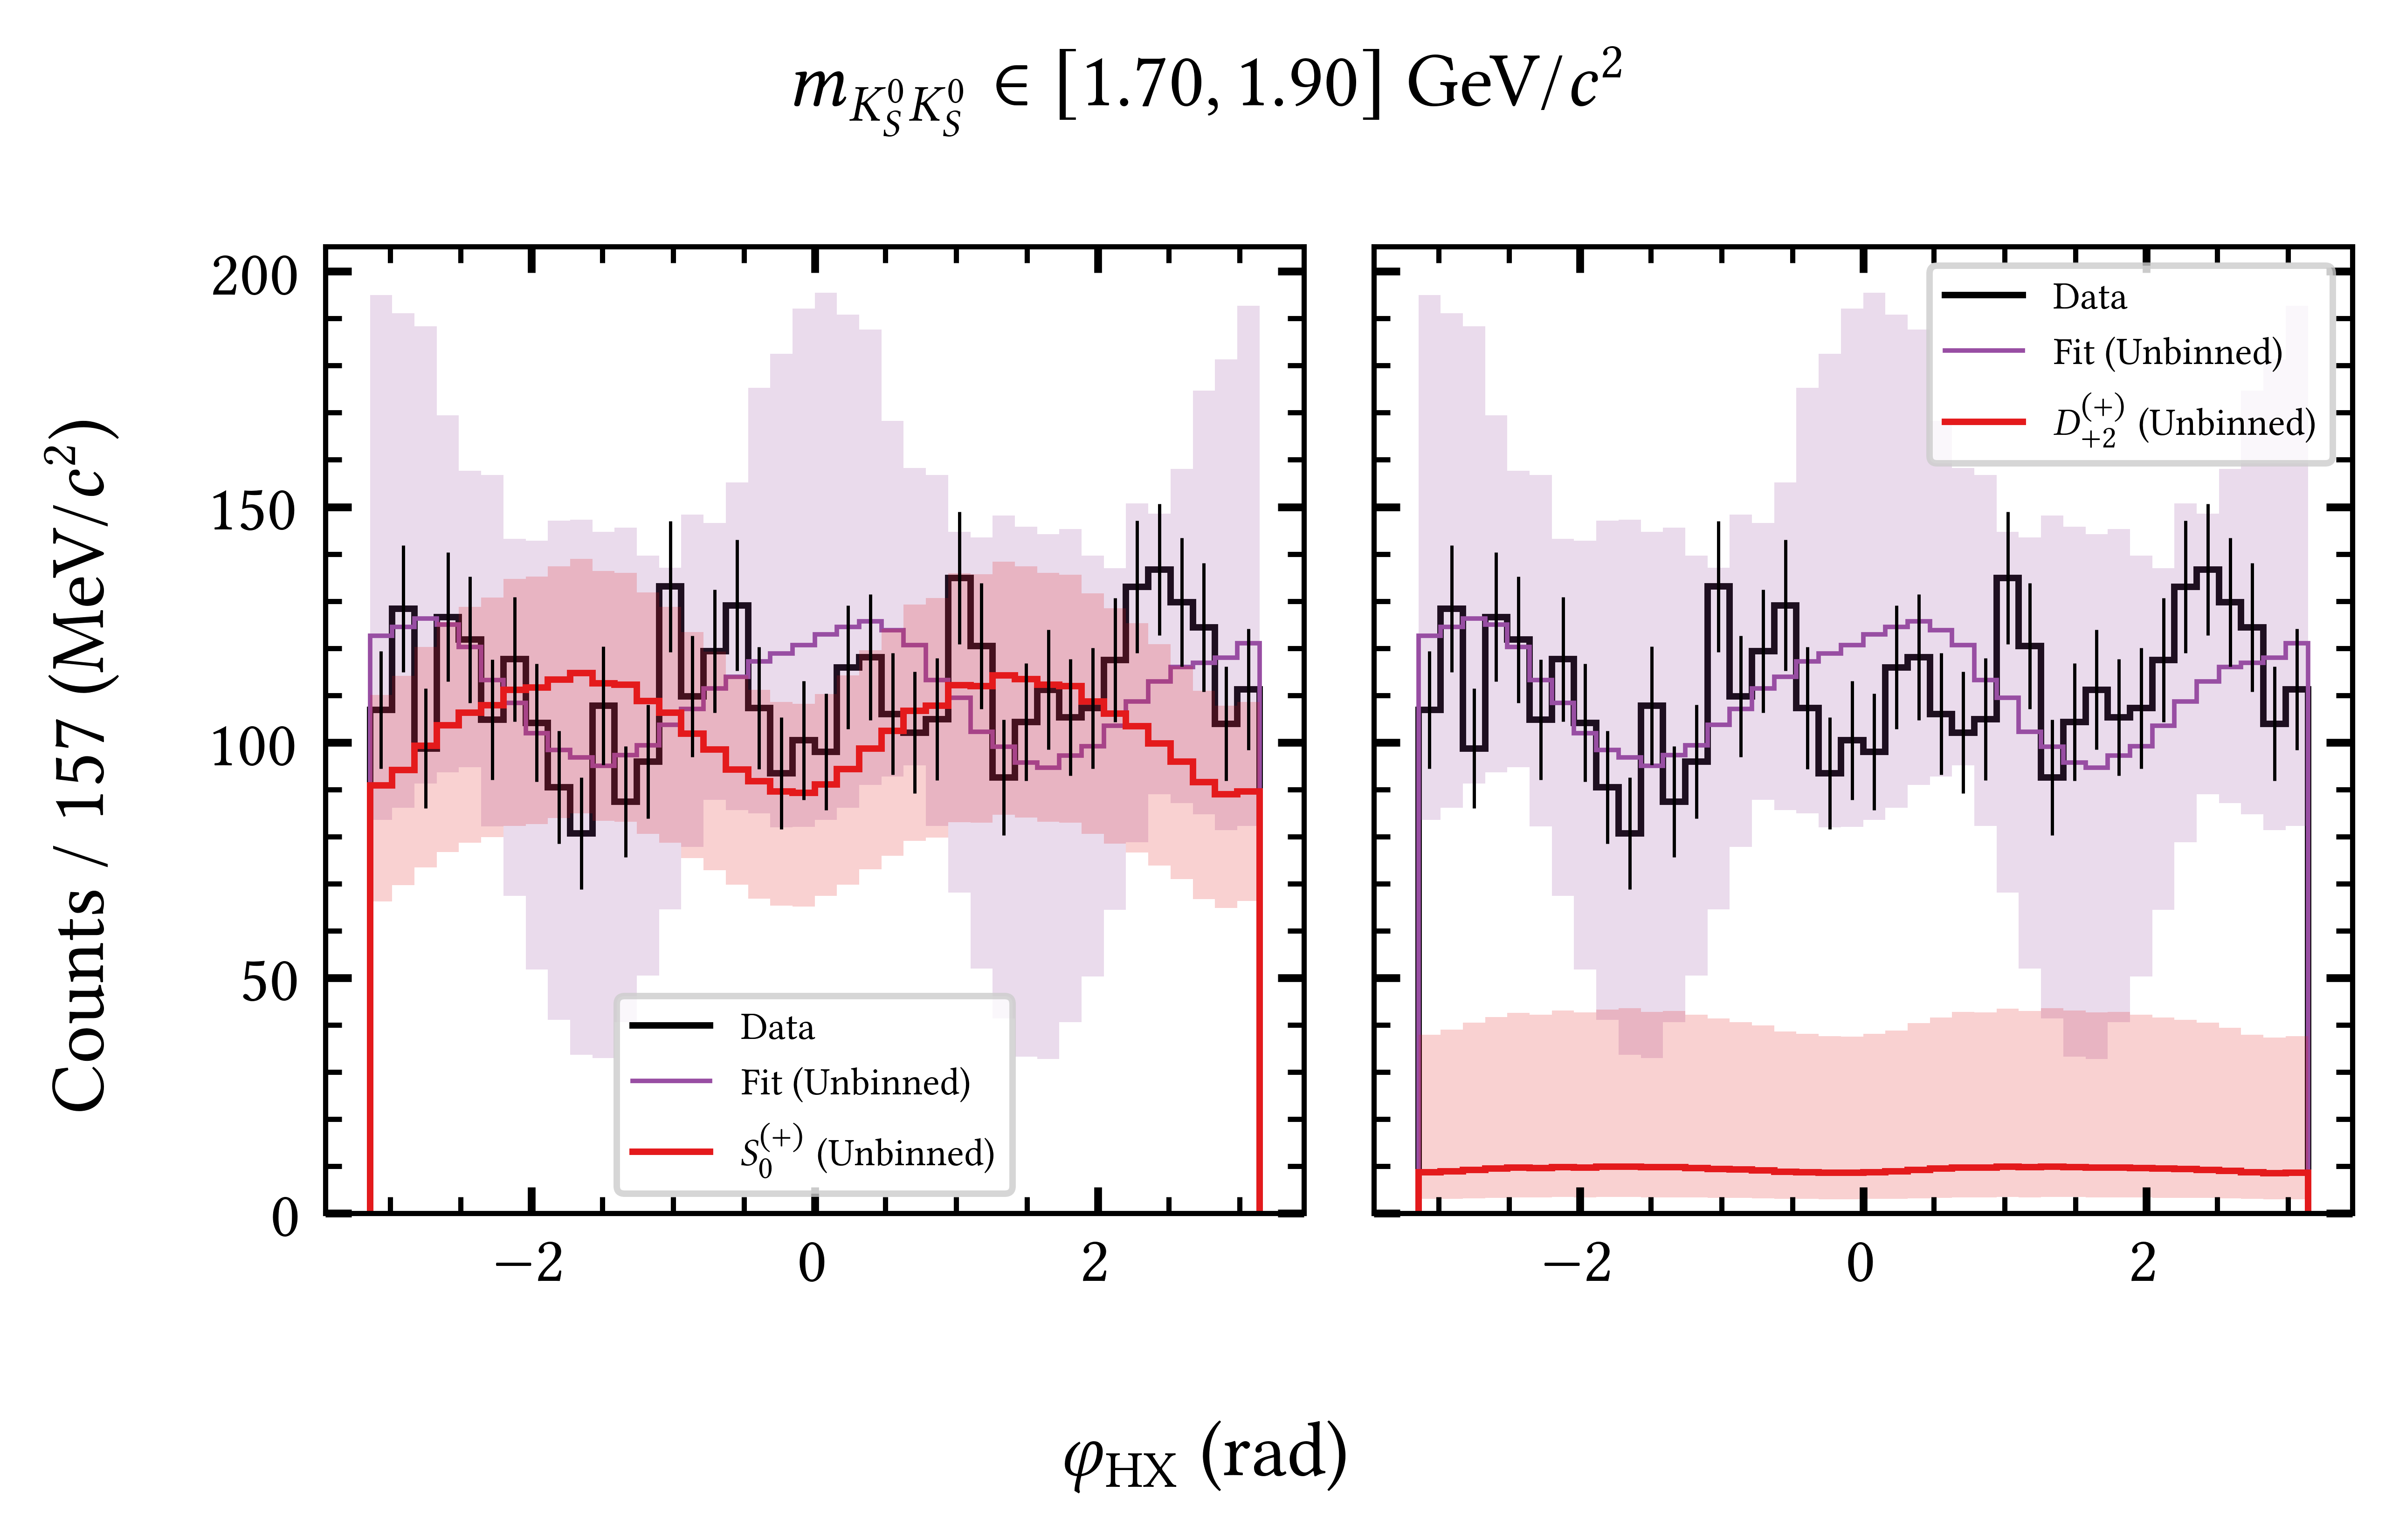 m_{K_S^0 K_S^0} ∈ [1.70, 1.90] GeV/c²
Counts / 157 (MeV/c²)
200
150
100
50
0
−2
0
2
Data
Fit (Unbinned)
S_0^{(+)} (Unbinned)
−2
0
2
Data
Fit (Unbinned)
D_{+2}^{(+)} (Unbinned)
φ_{HX} (rad)